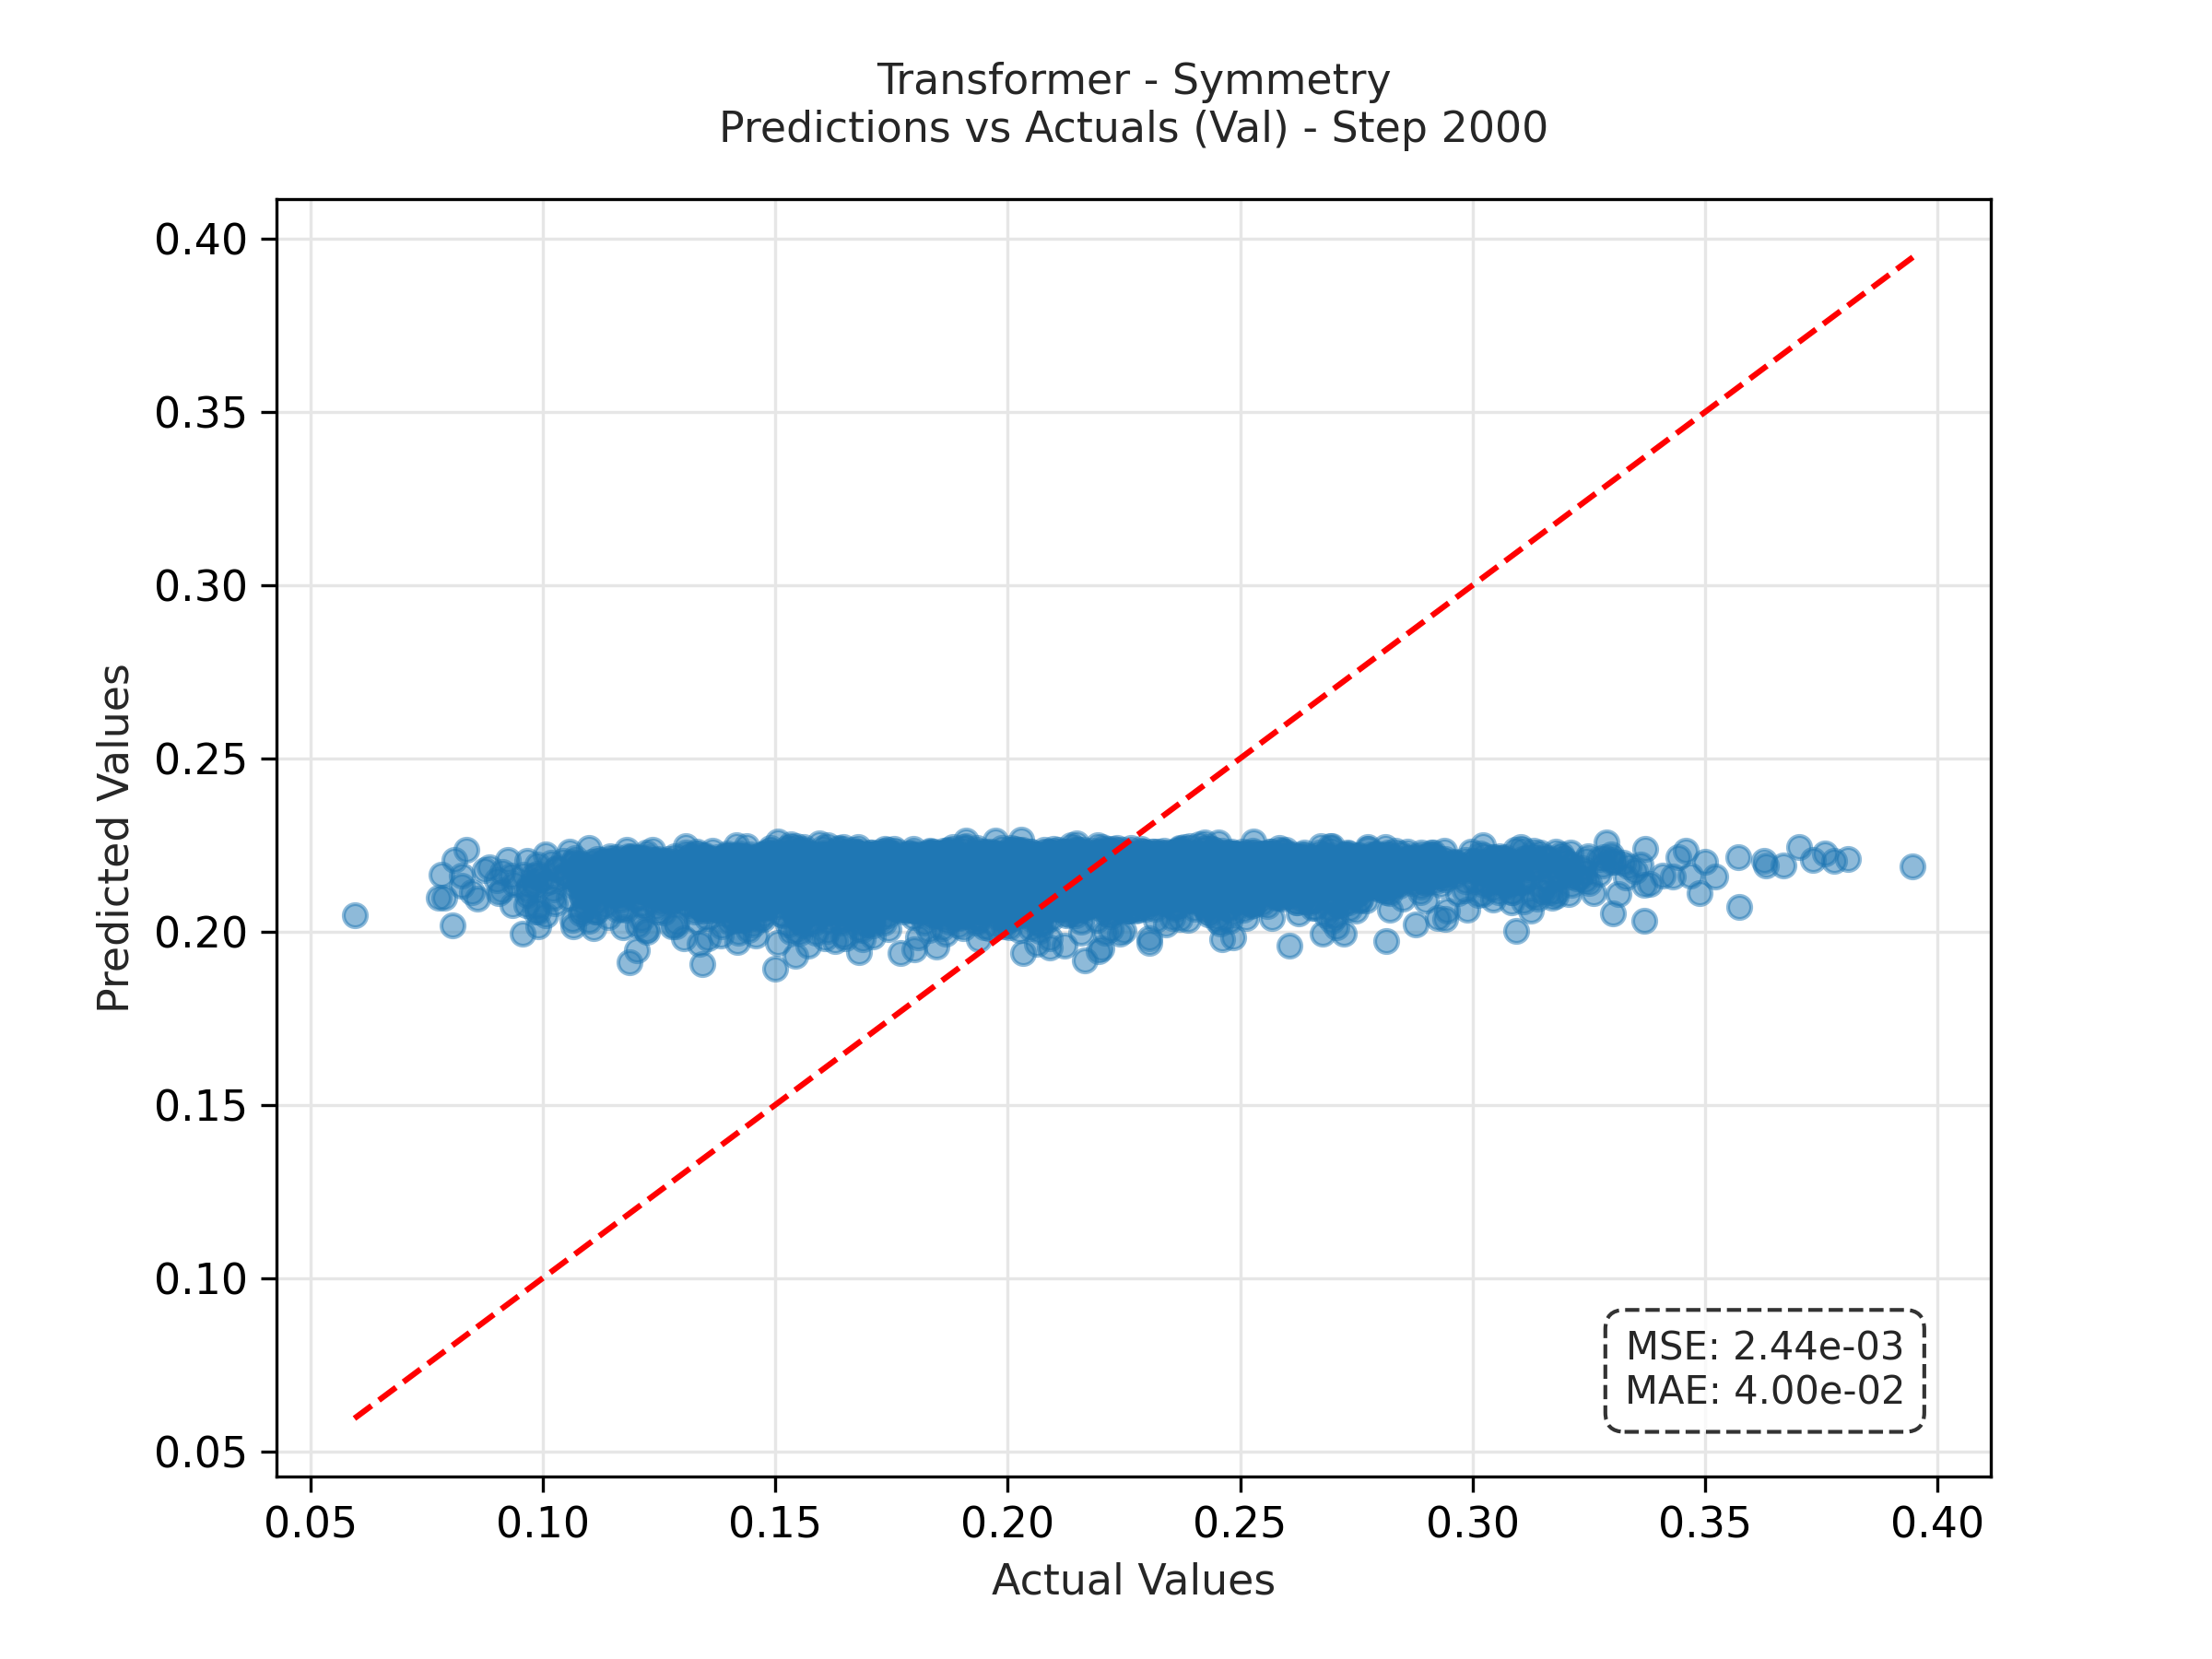 Transformer - Symmetry
Predictions vs Actuals (Val) - Step 2000
Predicted Values
0.40
0.35
0.30
0.25
0.20
0.15
0.10
0.05
MSE: 2.44e-03
MAE: 4.00e-02
0.05 0.10 0.15 0.20 0.25 0.30 0.35 0.40
Actual Values